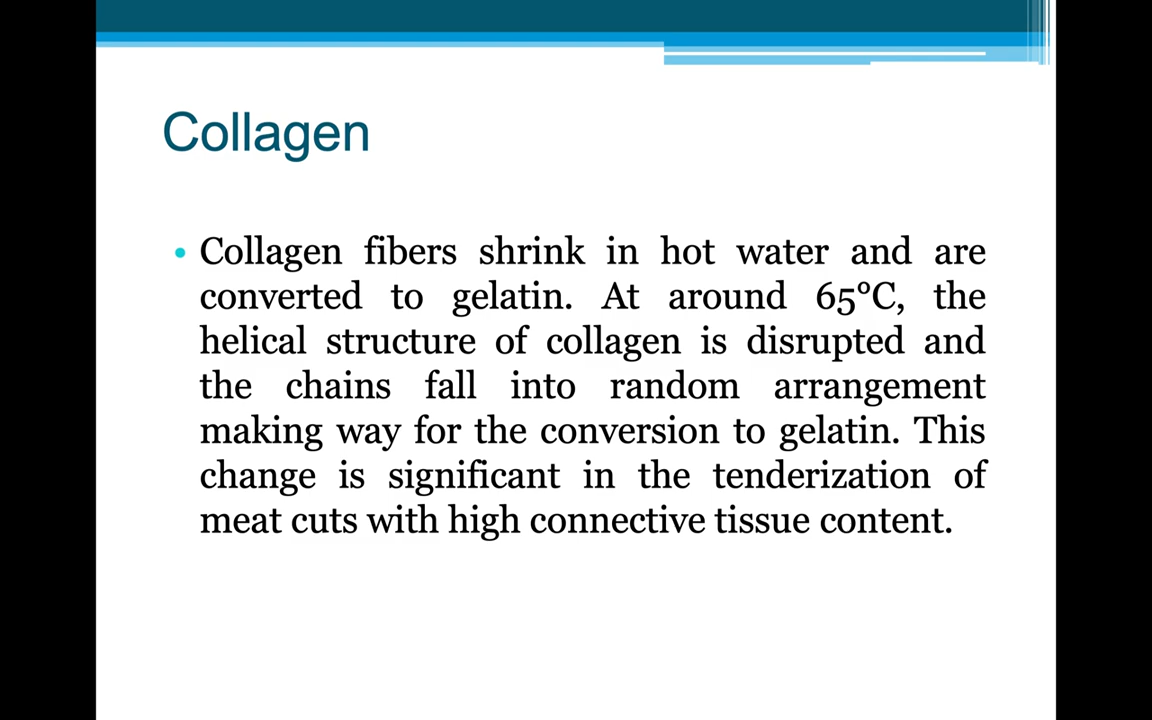 Collagen
• Collagen fibers shrink in hot water and are
converted to gelatin. At around 65°C, the
helical structure of collagen is disrupted and
the chains fall into random arrangement
making way for the conversion to gelatin. This
change is significant in the tenderization of
meat cuts with high connective tissue content.